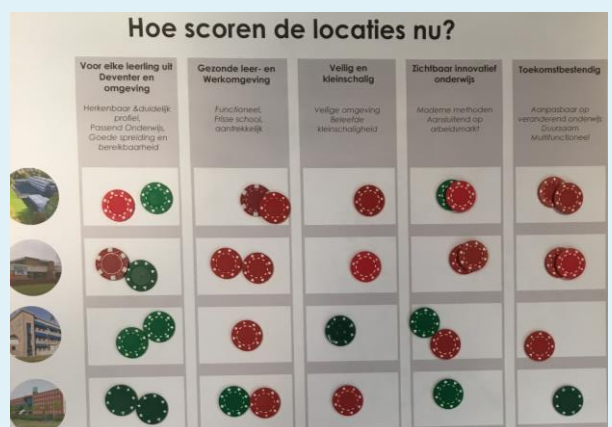 Hoe scoren de locaties nu?
Voor elke leerling uit
Deventer en
omgeving
Herkenbaar &duidelijk
profiel,
Passend Onderwijs,
Goede spreiding en
bereikbaarheid
Gezonde leer- en
Werkomgeving
Functioneel,
Frisse school,
aantrekkelijk
Veilig en
kleinschalig
Veilige omgeving
Beleefde
kleinschaligheid
Zichtbaar innovatief
onderwijs
Moderne methoden
Aansluitend op
arbeidsmarkt
Toekomstbestendig
Aanpasbaar op
veranderend onderwijs
Duurzaam
Multifunctioneel